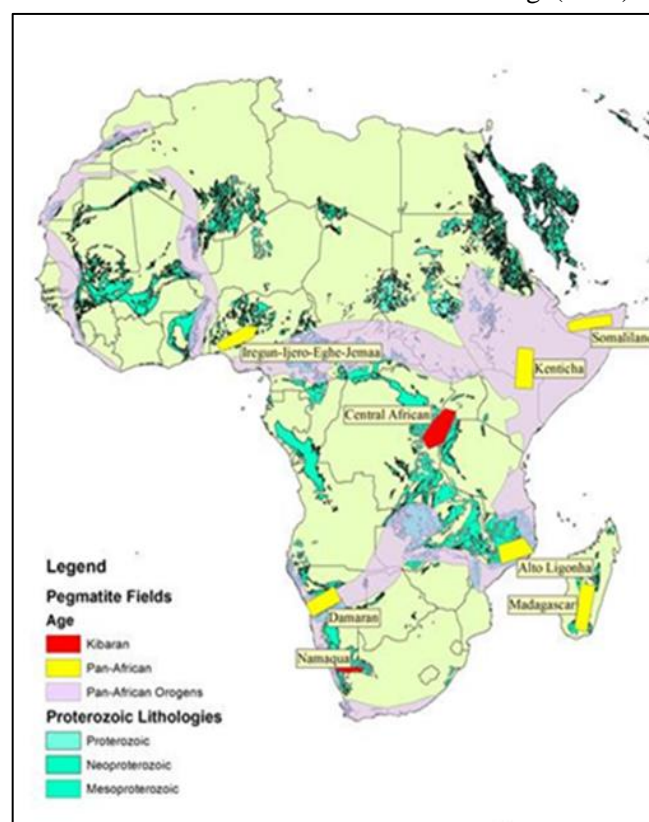 Somaliland
Iregun-Ijero-Eghe-Jemaa
Kenticha
Central African
Alto Ligonha
Madagascar
Damaran
Namaqua
Legend
Pegmatite Fields
Age
Kibaran
Pan-African
Pan-African Orogens
Proterozoic Lithologies
Proterozoic
Neoproterozoic
Mesoproterozoic